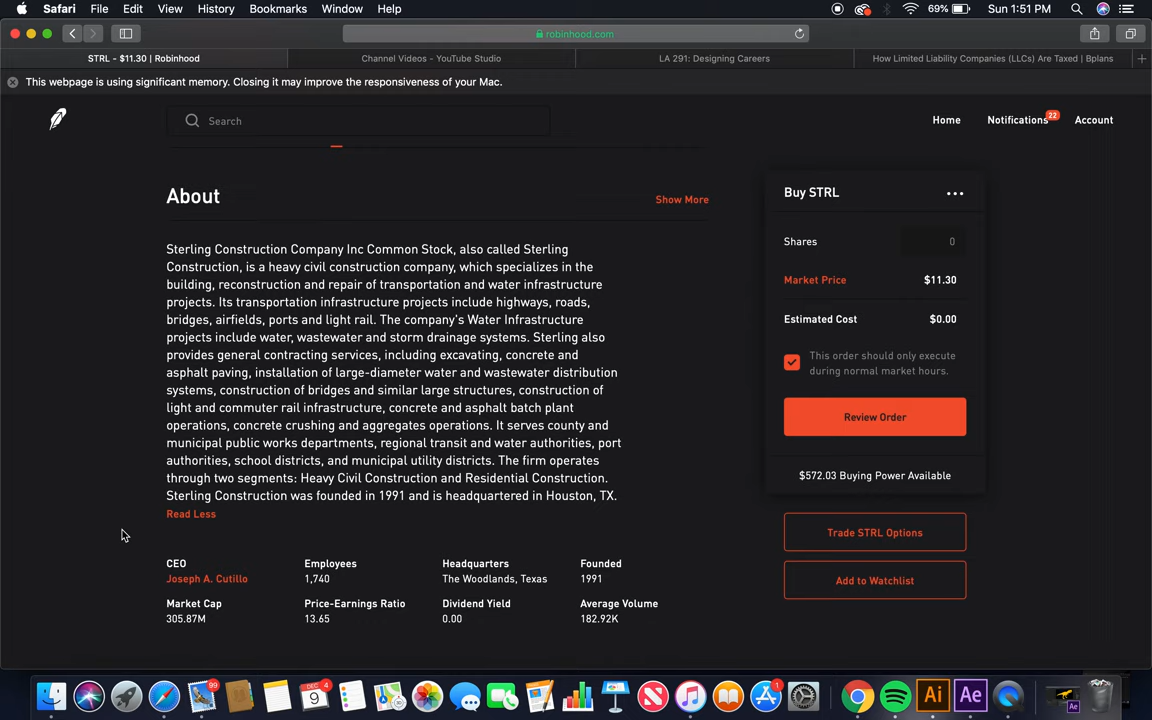 Safari File Edit View History Bookmarks Window Help 69% Sun 1:51 PM
robinhood.com
STRL - $11.30 | Robinhood Channel Videos - YouTube Studio LA 291: Designing Careers How Limited Liability Companies (LLCs) Are Taxed | Bplans
This webpage is using significant memory. Closing it may improve the responsiveness of your Mac.
Search Home Notifications 22 Account
About Show More
Sterling Construction Company Inc Common Stock, also called Sterling
Construction, is a heavy civil construction company, which specializes in the
building, reconstruction and repair of transportation and water infrastructure
projects. Its transportation infrastructure projects include highways, roads,
bridges, airfields, ports and light rail. The company's Water Infrastructure
projects include water, wastewater and storm drainage systems. Sterling also
provides general contracting services, including excavating, concrete and
asphalt paving, installation of large-diameter water and wastewater distribution
systems, construction of bridges and similar large structures, construction of
light and commuter rail infrastructure, concrete and asphalt batch plant
operations, concrete crushing and aggregates operations. It serves county and
municipal public works departments, regional transit and water authorities, port
authorities, school districts, and municipal utility districts. The firm operates
through two segments: Heavy Civil Construction and Residential Construction.
Sterling Construction was founded in 1991 and is headquartered in Houston, TX.
Read Less
CEO Employees Headquarters Founded
Joseph A. Cutillo 1,740 The Woodlands, Texas 1991
Market Cap Price-Earnings Ratio Dividend Yield Average Volume
305.87M 13.65 0.00 182.92K
Buy STRL
Shares 0
Market Price $11.30
Estimated Cost $0.00
This order should only execute
during normal market hours.
Review Order
$572.03 Buying Power Available
Trade STRL Options
Add to Watchlist
99 DEC 9 4 1 Ai Ae Ae